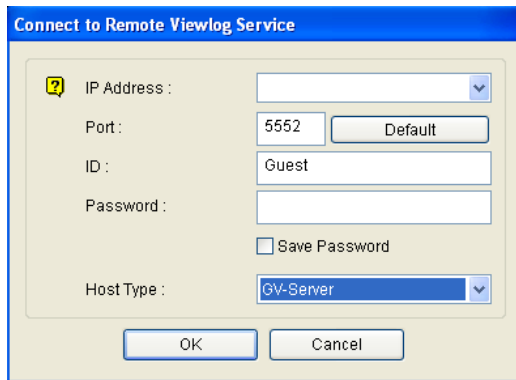 Connect to Remote Viewlog Service
IP Address :
Port : 5552 Default
ID : Guest
Password :
Save Password
Host Type : GV-Server
OK Cancel